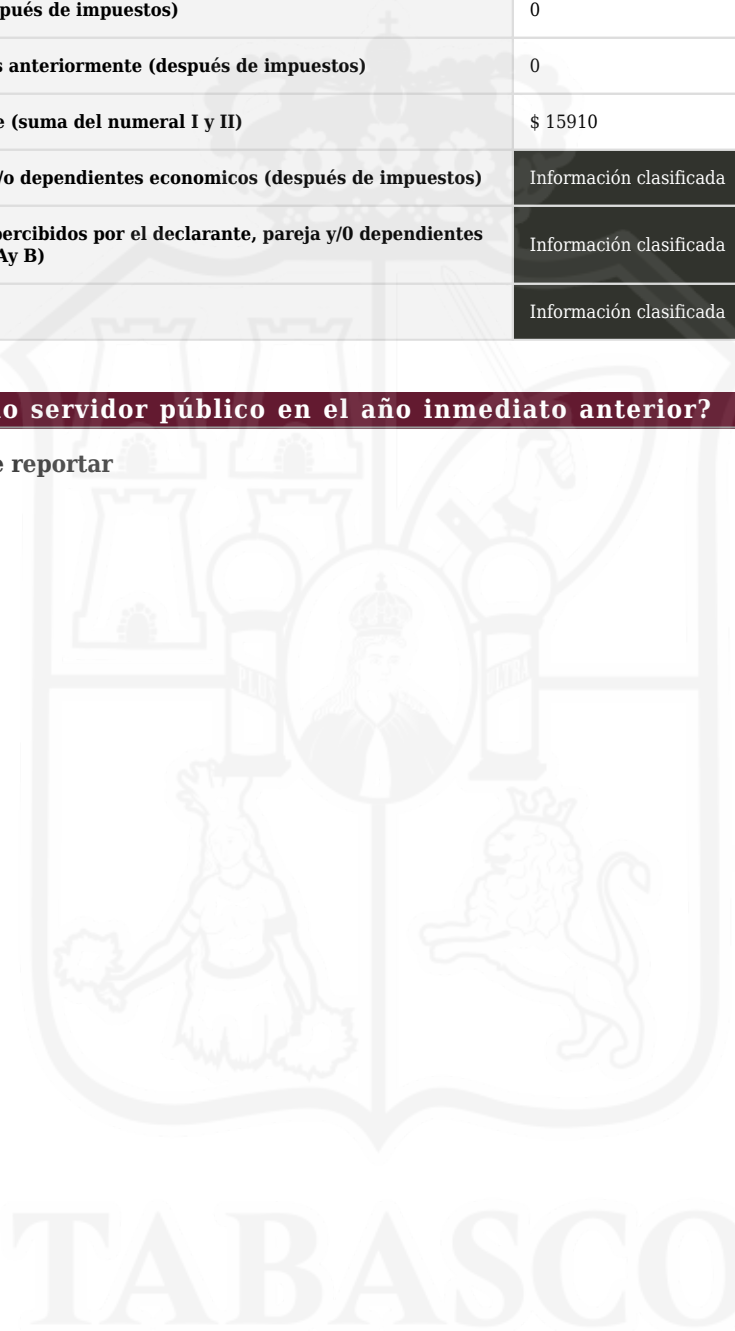 pués de impuestos) 0
s anteriormente (después de impuestos) 0
e (suma del numeral I y II) $ 15910
/o dependientes economicos (después de impuestos) Información clasificada
percibidos por el declarante, pareja y/0 dependientes
Ay B) Información clasificada
Información clasificada
o servidor público en el año inmediato anterior?
e reportar
PLUS ULTRA
TABASCO